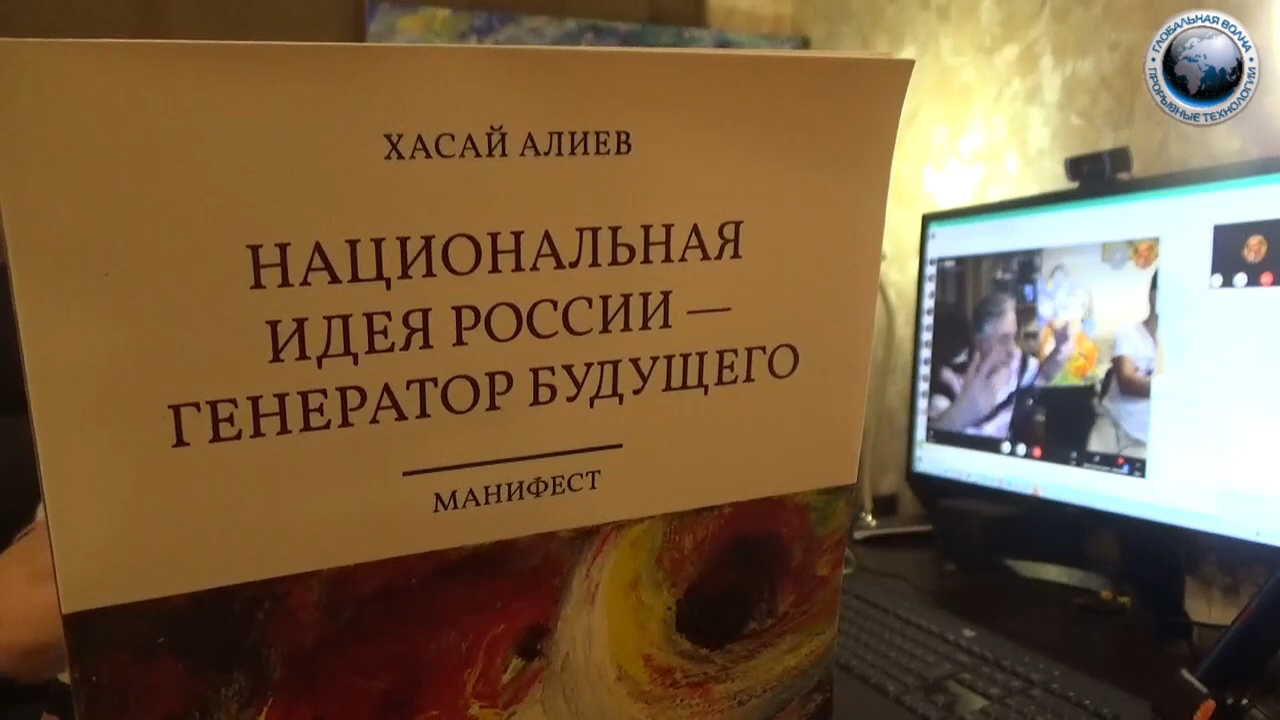 ХАСАЙ АЛИЕВ
НАЦИОНАЛЬНАЯ
ИДЕЯ РОССИИ —
ГЕНЕРАТОР БУДУЩЕГО
МАНИФЕСТ
ГЛОБАЛЬНАЯ ВОЛНА
ПРОРЫВНЫЕ ТЕХНОЛОГИИ